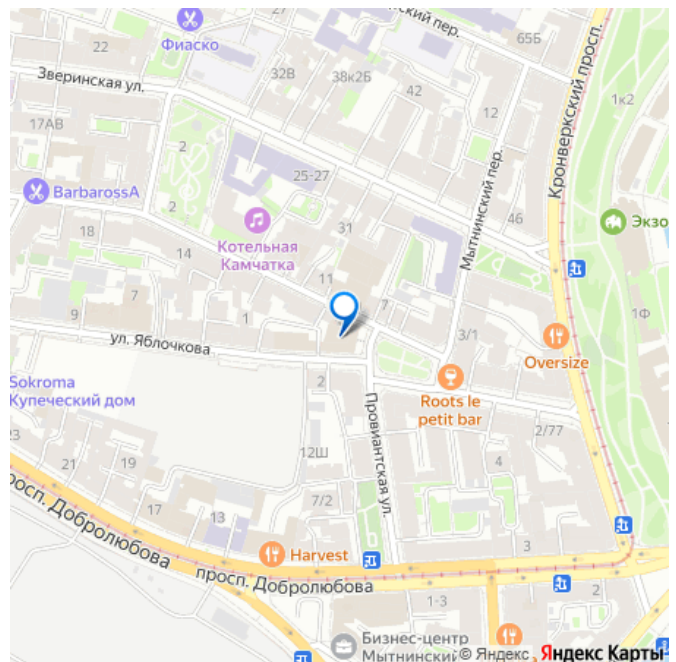 ский пер.
65Б
22
Фиаско
32В
38к2Б
Зверинская ул.
12
1к2
17АВ
Кронверкский просп.
25-27
2
BarbarossA
Мытнинский пер.
46
Экзо
2
Котельная
Камчатка
31
18
14
11
7
1Ф
7
9
1
3/1
ул. Яблочкова
Oversize
Sokroma
Купеческий дом
2
Roots le
petit bar
Провиантская ул.
2/77
23
12Ш
21
19
4
17
13
7/2
Harvest
3
росп. Добролюбова
просп. Добролюбова
1-3
2
Бизнес-центр
Мытнинский
© Яндекс
Яндекс Карты